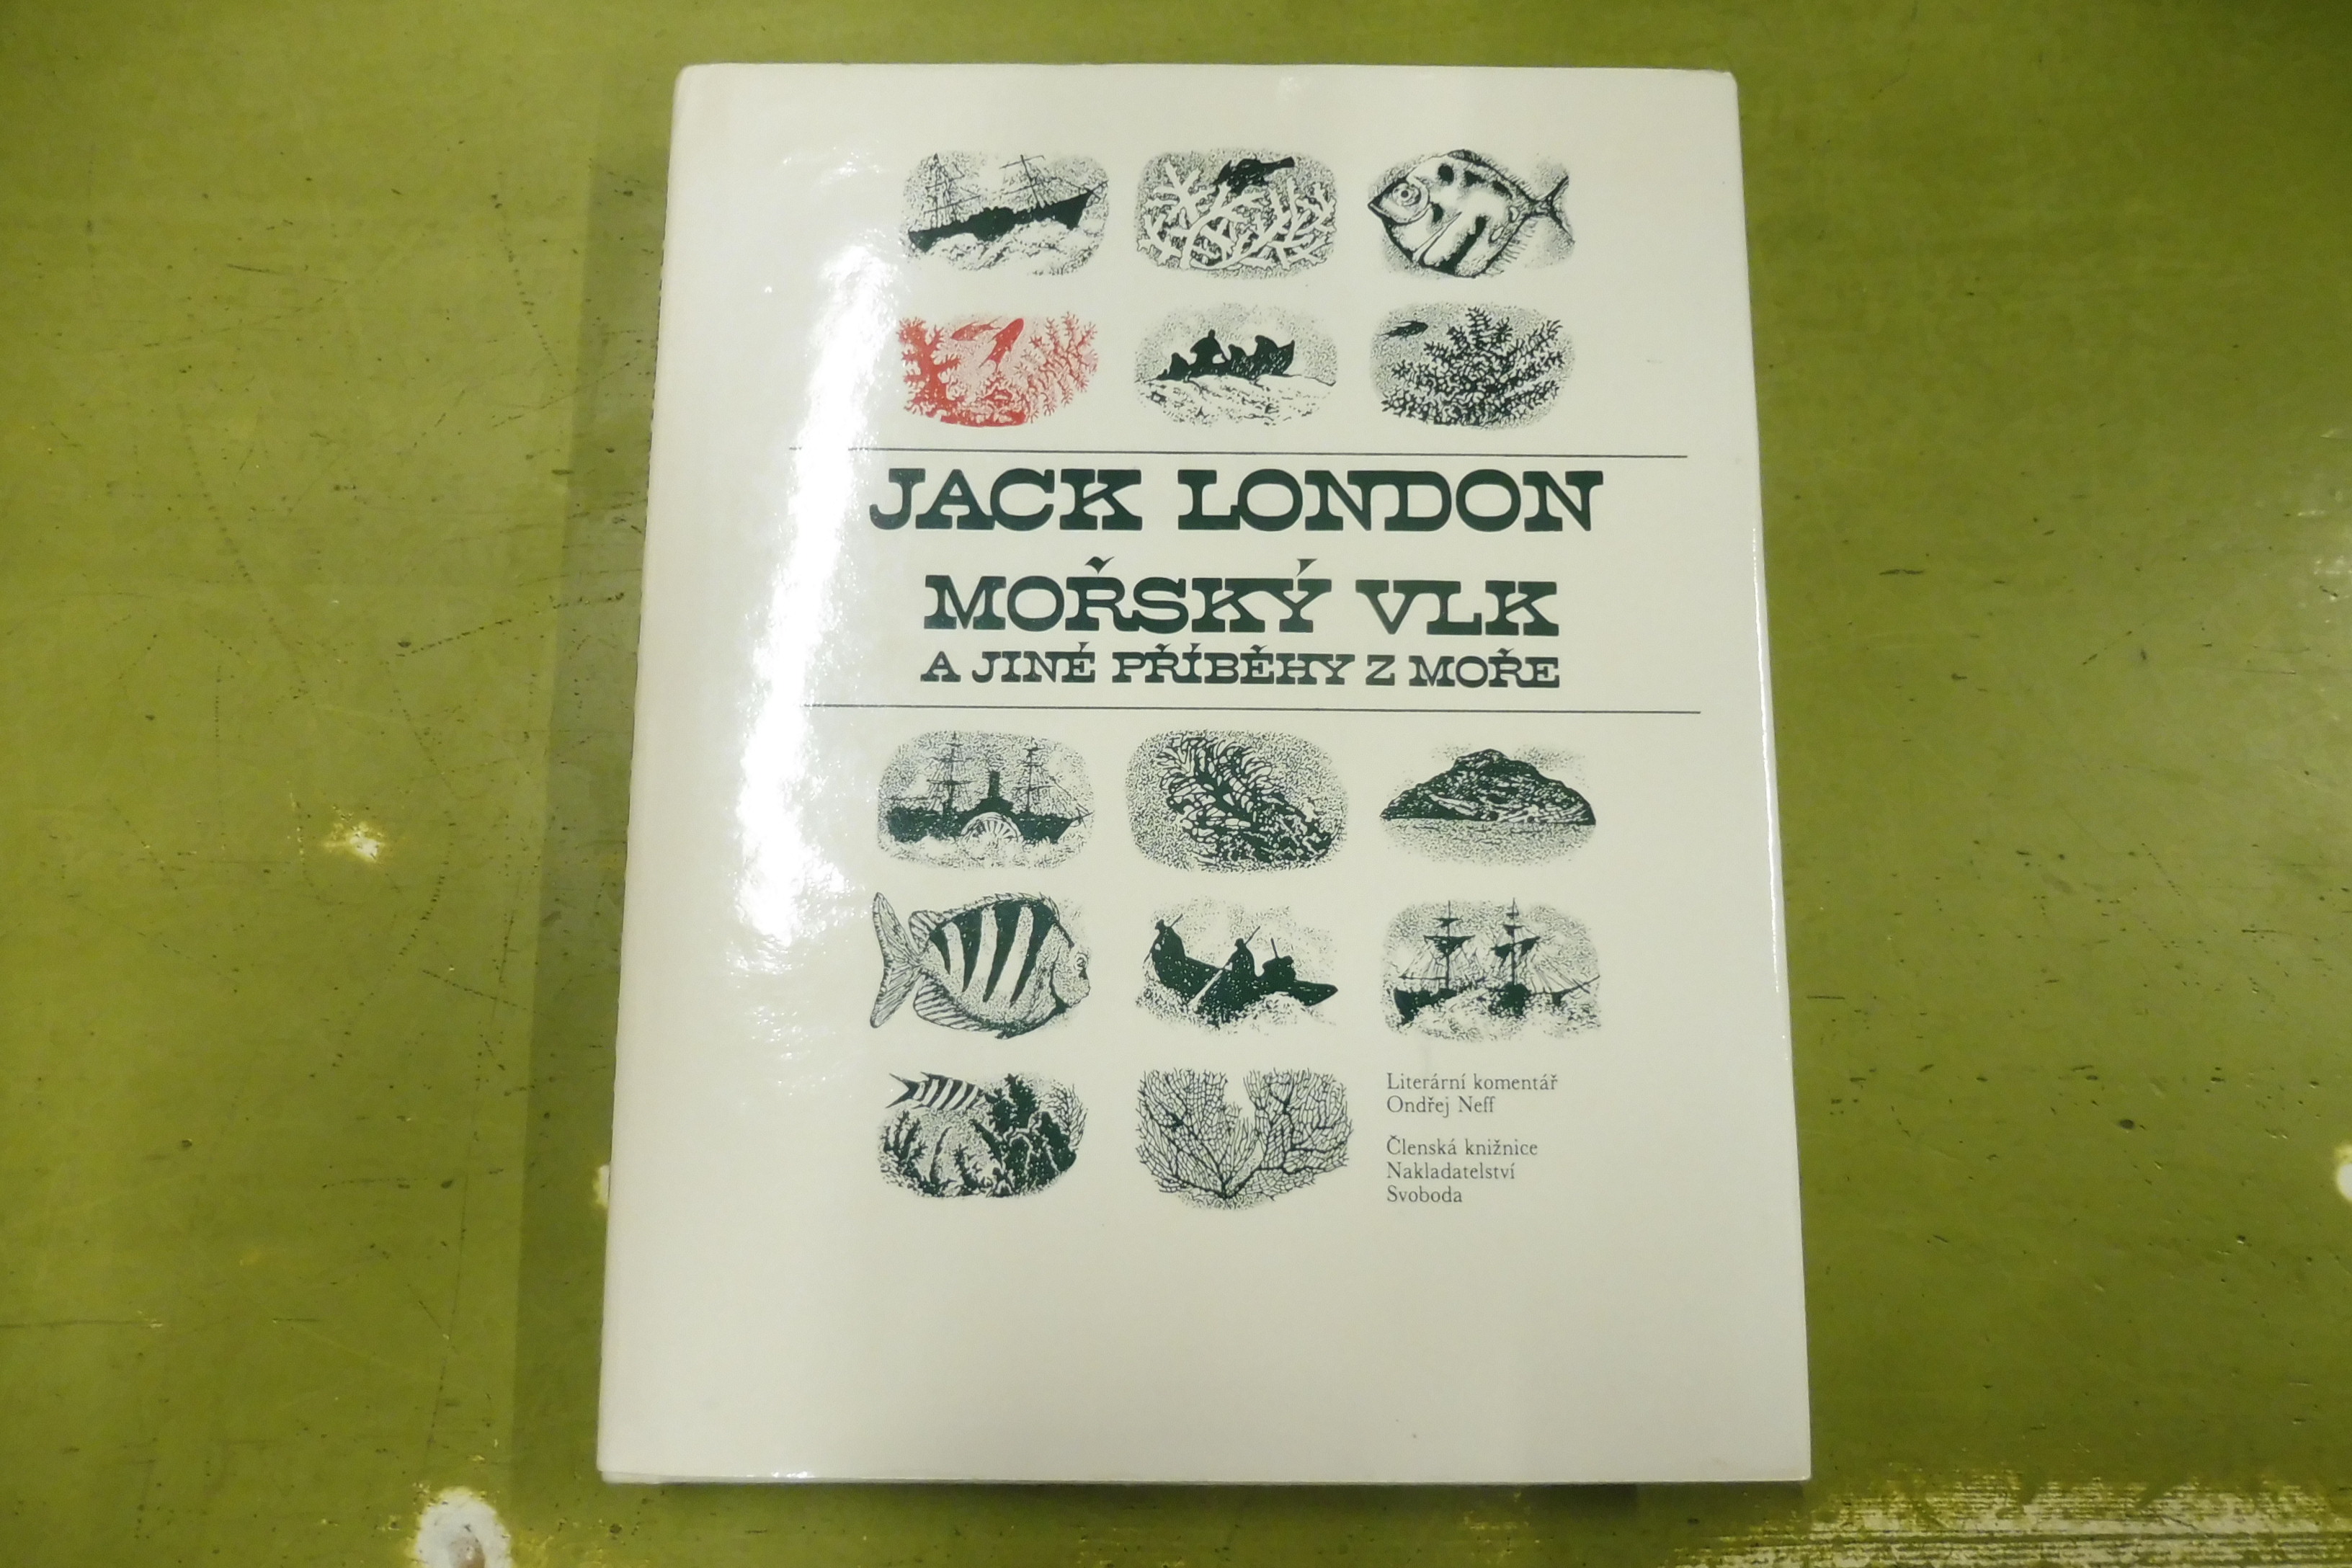 JACK LONDON
MOŘSKÝ VLK
A JINÉ PŘÍBĚHY Z MOŘE
Literární komentář
Ondřej Neff
Členská knižnice
Nakladatelství
Svoboda